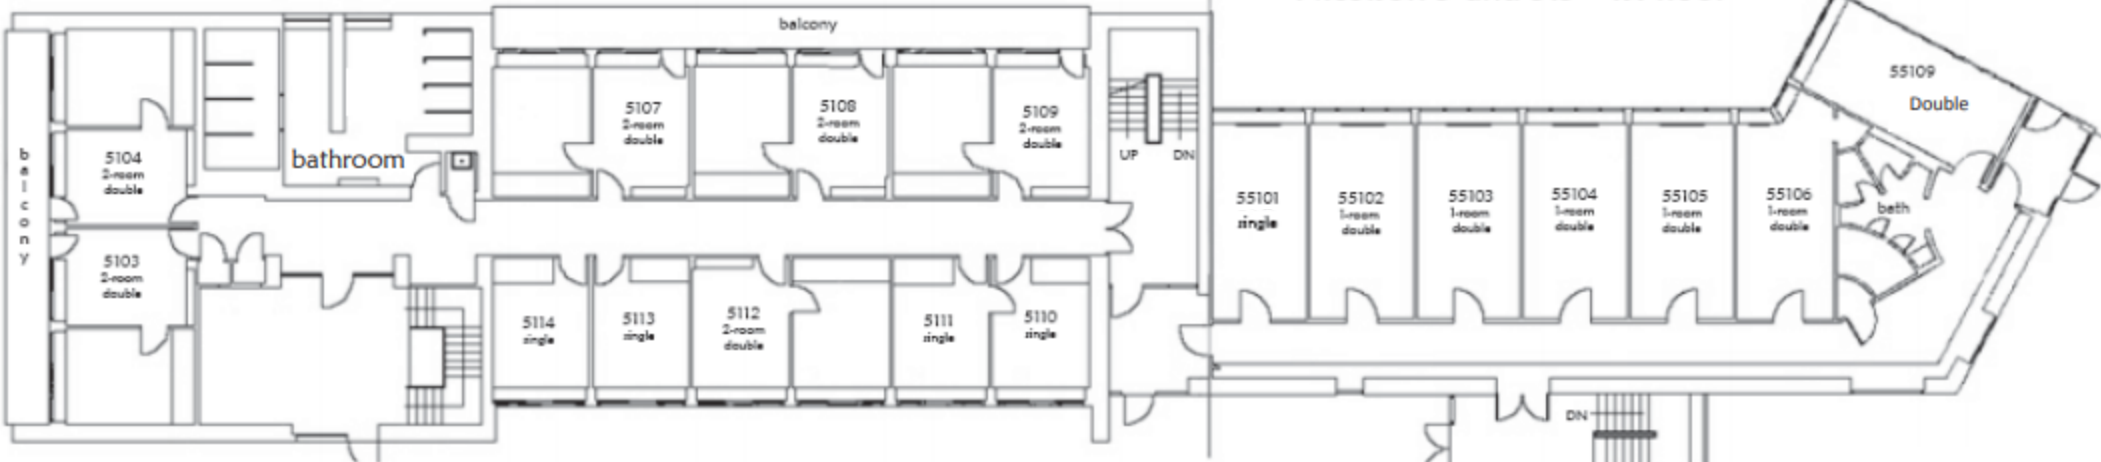 balcony
balcony
bathroom
5104
2-room
double
5103
2-room
double
5107
2-room
double
5108
2-room
double
5109
2-room
double
UP
DN
5114
single
5113
single
5112
2-room
double
5111
single
5110
single
55101
single
55102
1-room
double
55103
1-room
double
55104
1-room
double
55105
1-room
double
55106
1-room
double
bath
55109
Double
DN